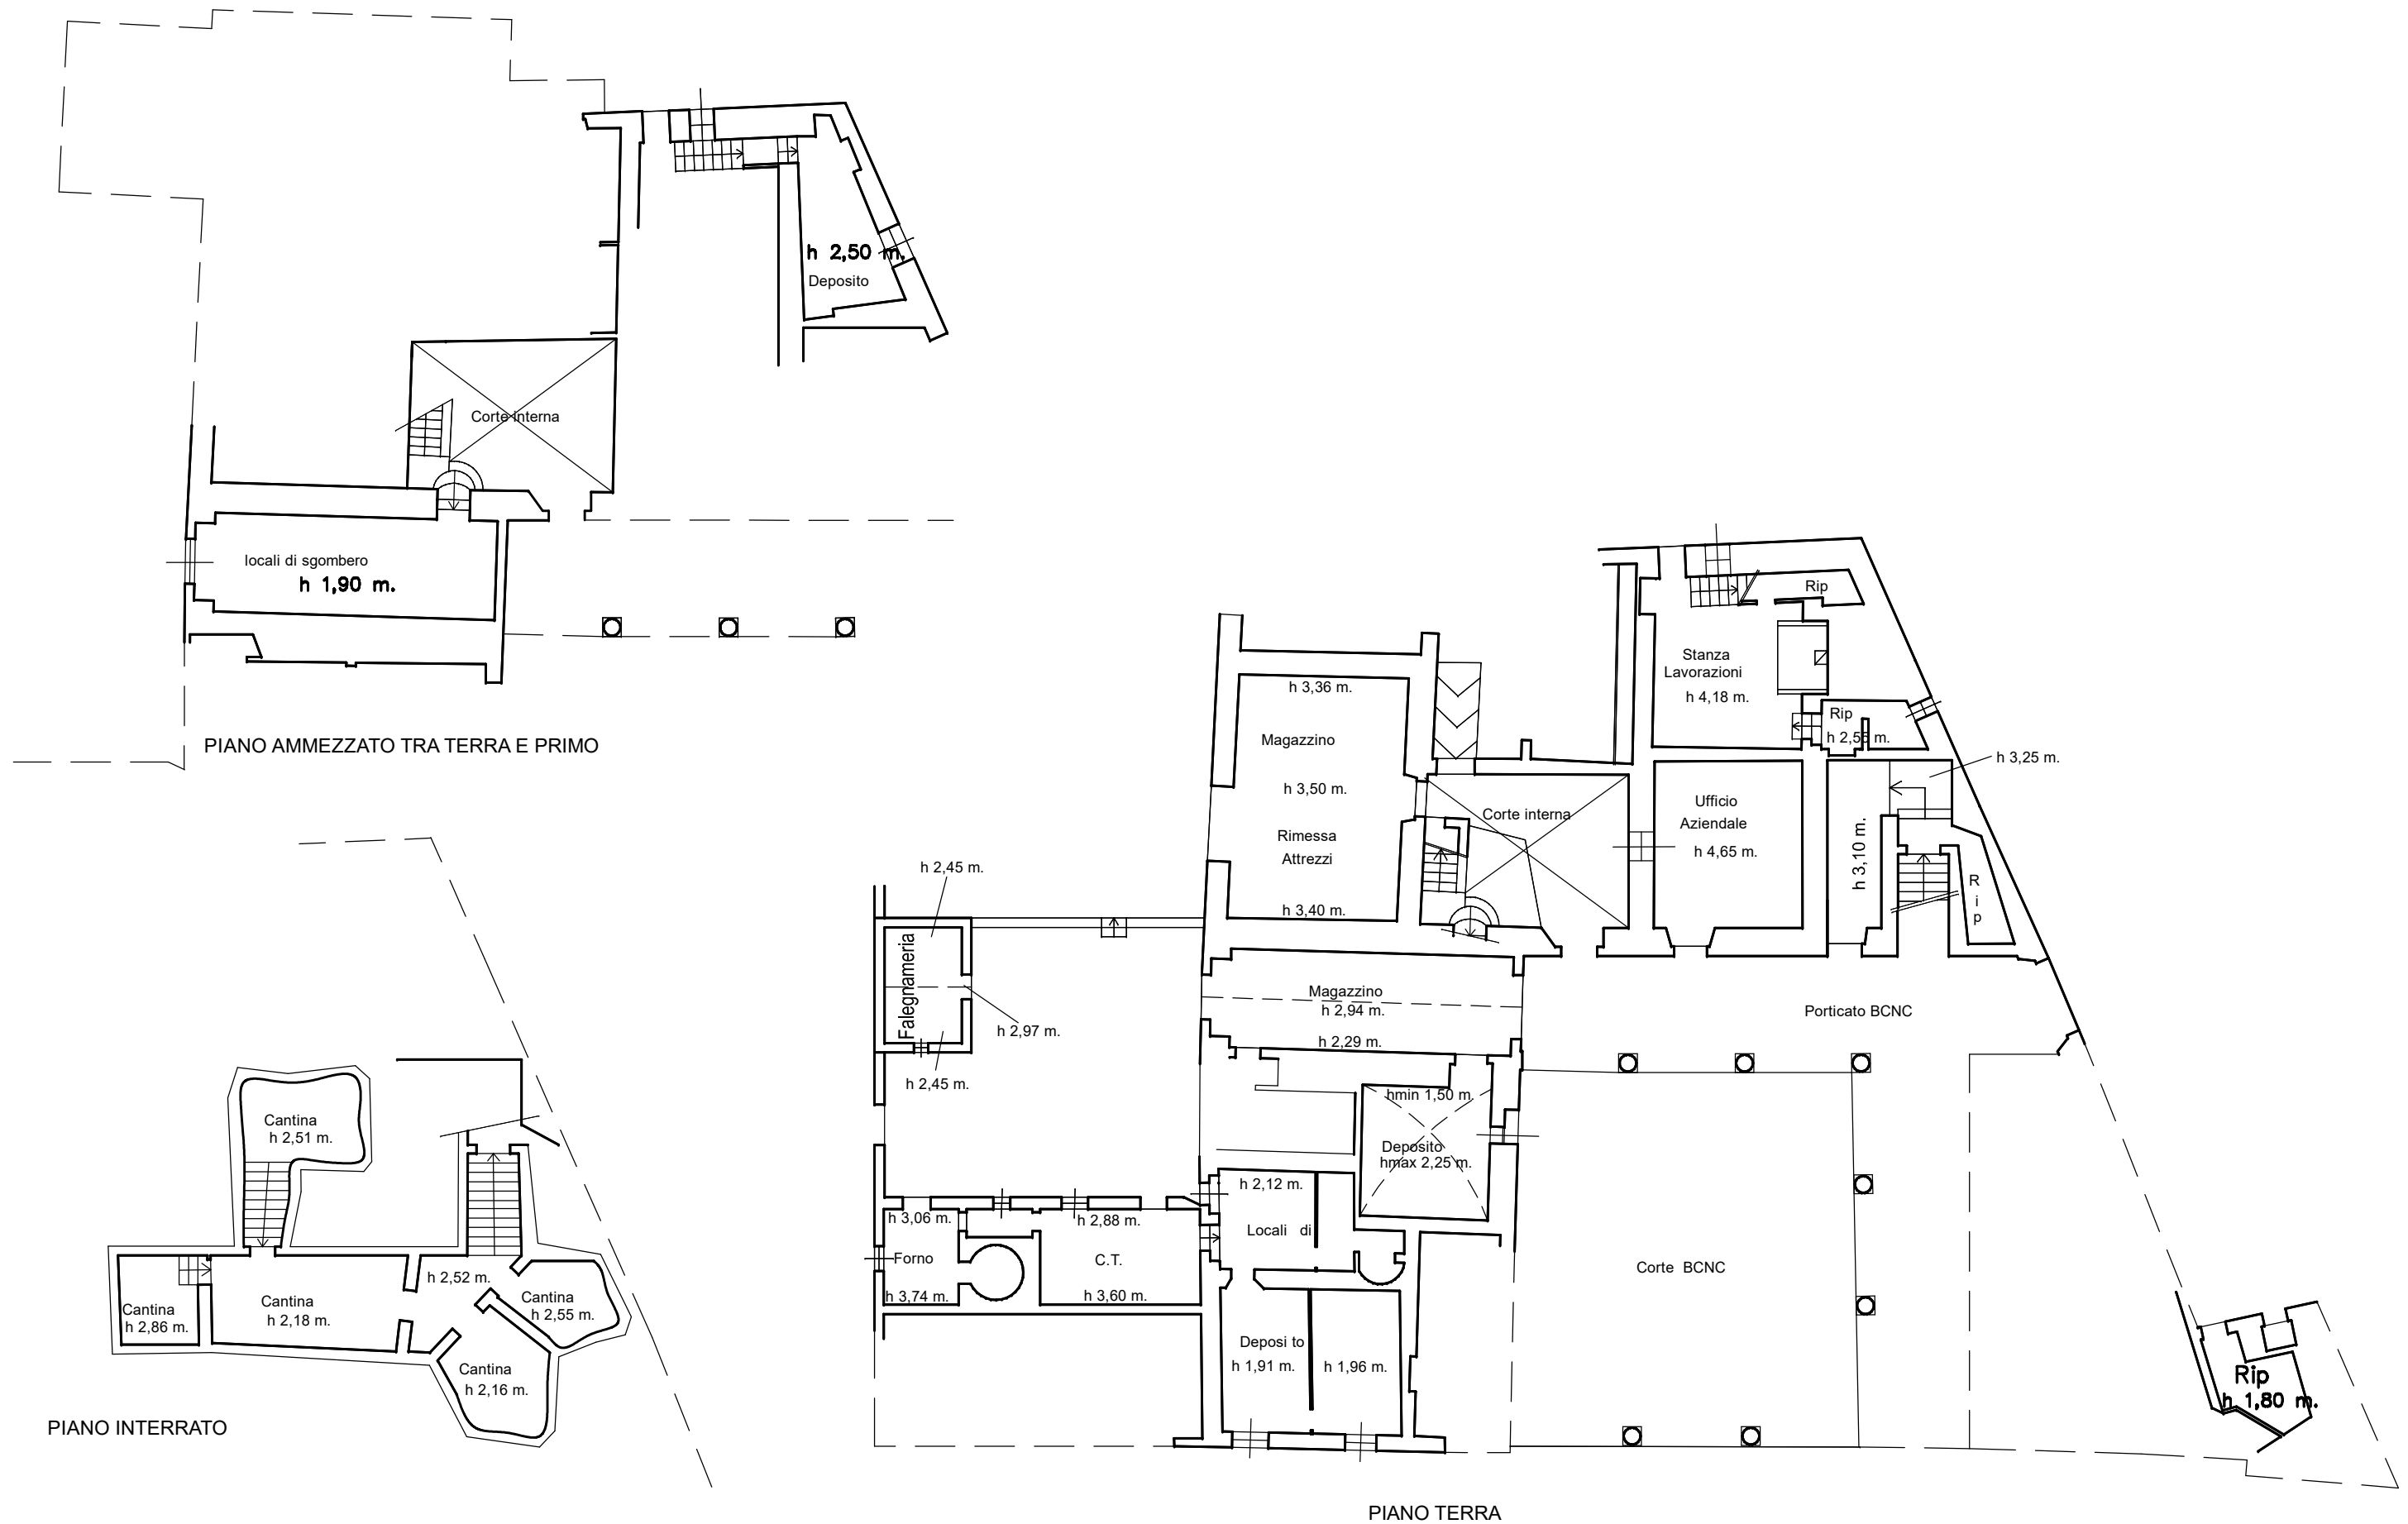 h 2,50 m.
Deposito
Corte interna
locali di sgombero
h 1,90 m.
PIANO AMMEZZATO TRA TERRA E PRIMO
Cantina
h 2,51 m.
h 2,52 m.
Cantina
h 2,86 m.
Cantina
h 2,18 m.
Cantina
h 2,55 m.
Cantina
h 2,16 m.
PIANO INTERRATO
Rip
Stanza
Lavorazioni
h 4,18 m.
Rip
h 2,55 m.
h 3,25 m.
h 3,36 m.
Magazzino
h 3,50 m.
Rimessa
Attrezzi
h 3,40 m.
Corte interna
Ufficio
Aziendale
h 4,65 m.
h 3,10 m.
R
i
p
h 2,45 m.
Falegnameria
h 2,97 m.
h 2,45 m.
Magazzino
h 2,94 m.
h 2,29 m.
Porticato BCNC
hmin 1,50 m.
Deposito
hmax 2,25 m.
h 2,12 m.
Locali di
h 3,06 m.
Forno
h 3,74 m.
h 2,88 m.
C.T.
h 3,60 m.
Corte BCNC
Deposi to
h 1,91 m.
h 1,96 m.
Rip
h 1,80 m.
PIANO TERRA